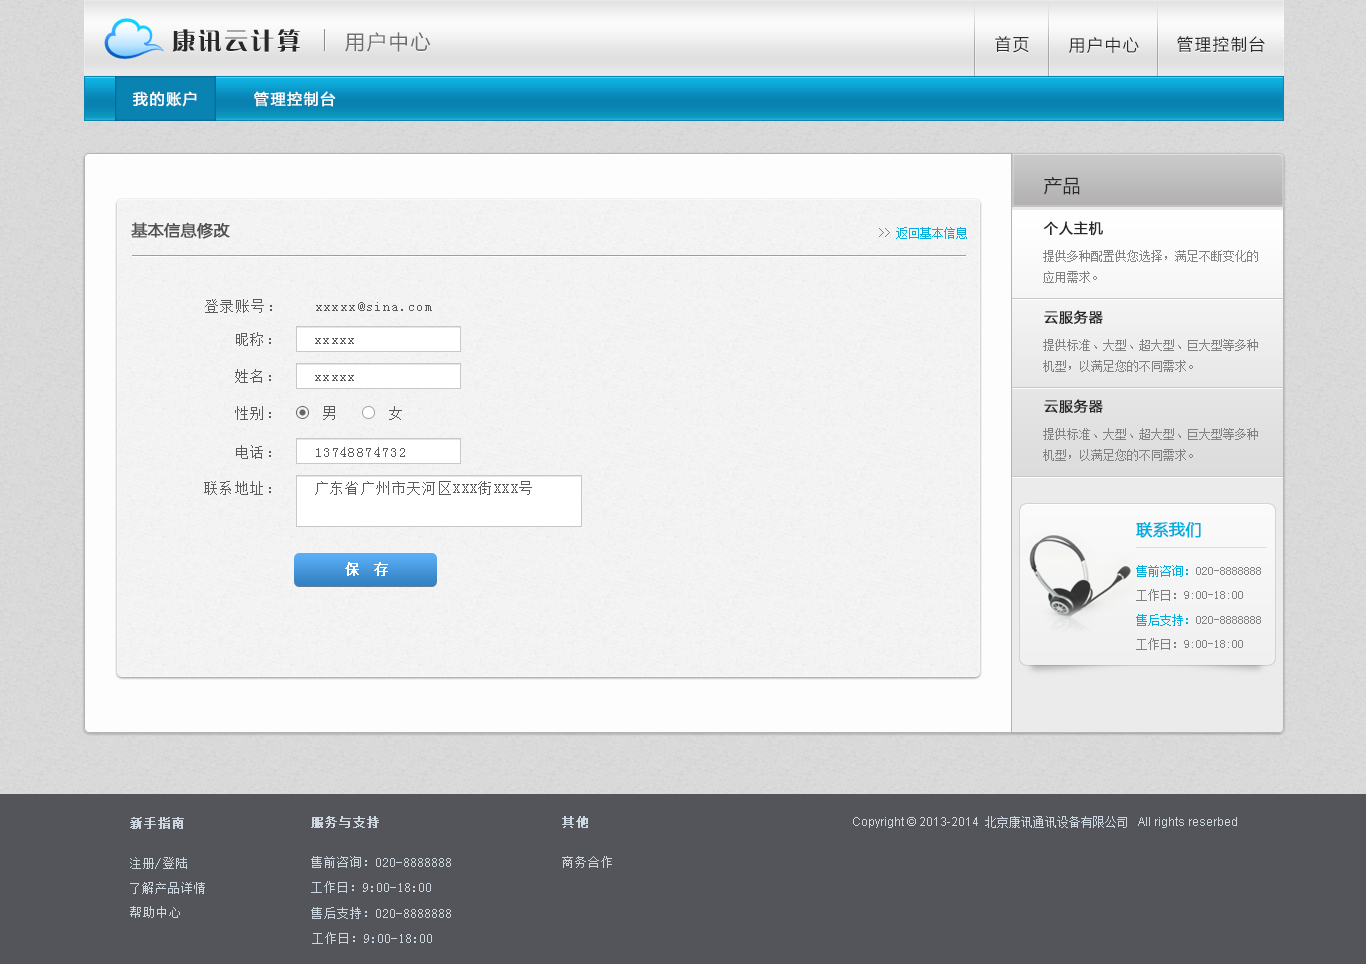 康讯云计算 用户中心
首页 用户中心 管理控制台
我的账户 管理控制台
基本信息修改
>> 返回基本信息
登录账号： xxxxx@sina.com
昵称： xxxxx
姓名： xxxxx
性别： 男 女
电话： 13748874732
联系地址： 广东省广州市天河区XXX街XXX号
保 存
产品
个人主机
提供多种配置供您选择，满足不断变化的
应用需求。
云服务器
提供标准、大型、超大型、巨大型等多种
机型，以满足您的不同需求。
云服务器
提供标准、大型、超大型、巨大型等多种
机型，以满足您的不同需求。
联系我们
售前咨询：020-8888888
工作日：9:00-18:00
售后支持：020-8888888
工作日：9:00-18:00
新手指南
注册/登陆
了解产品详情
帮助中心
服务与支持
售前咨询：020-8888888
工作日：9:00-18:00
售后支持：020-8888888
工作日：9:00-18:00
其他
商务合作
Copyright © 2013-2014 北京康讯通讯设备有限公司 All rights reserbed